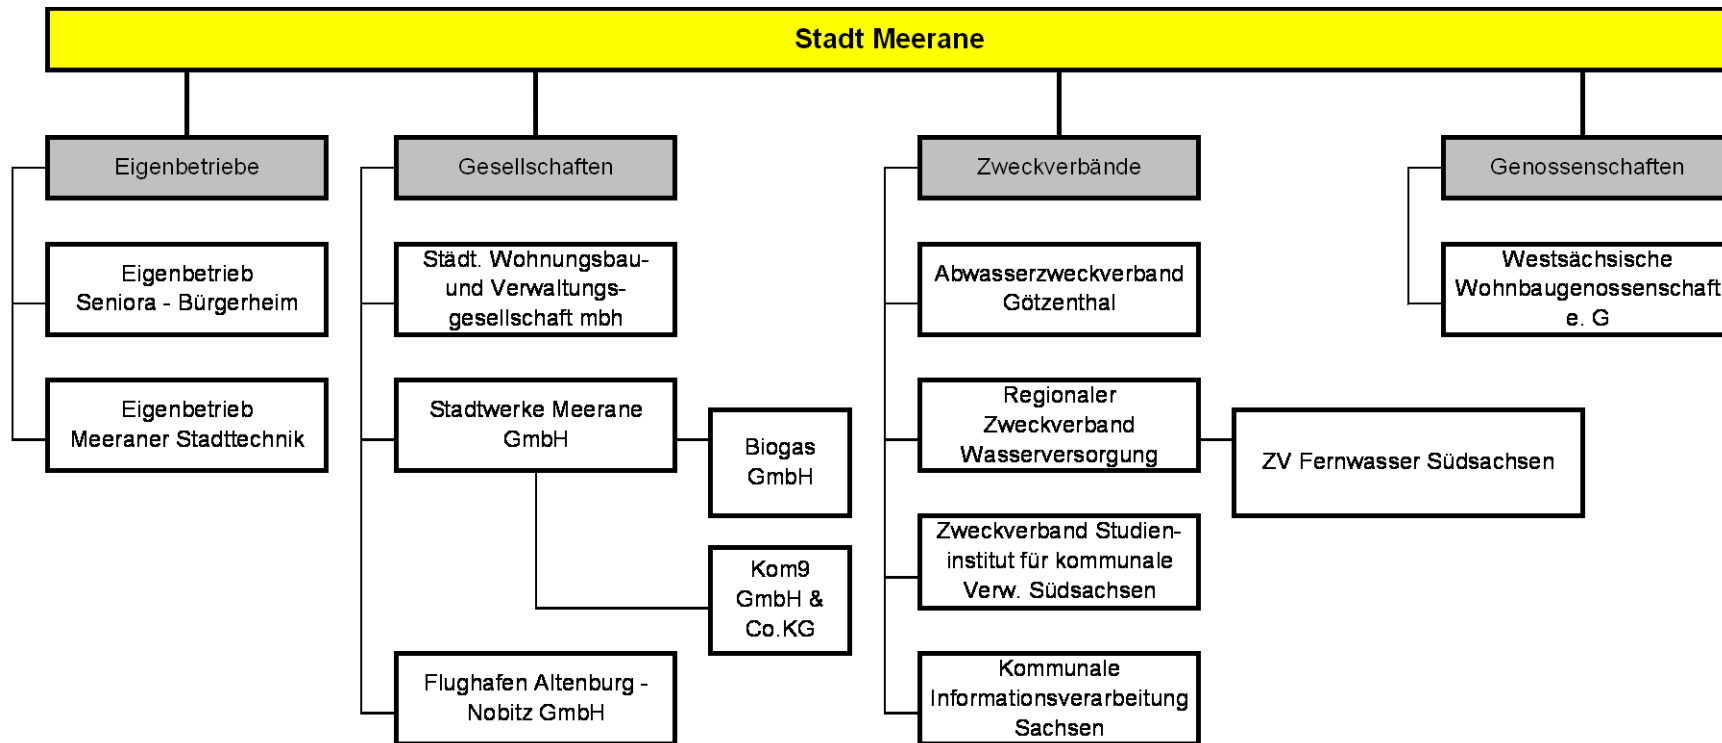 Stadt Meerane
Eigenbetriebe
Eigenbetrieb
Seniora - Bürgerheim
Eigenbetrieb
Meeraner Stadttechnik
Gesellschaften
Städt. Wohnungsbau-
und Verwaltungs-
gesellschaft mbh
Stadtwerke Meerane
GmbH
Biogas
GmbH
Kom9
GmbH &
Co.KG
Flughafen Altenburg -
Nobitz GmbH
Zweckverbände
Abwasserzweckverband
Götzenthal
Regionaler
Zweckverband
Wasserversorgung
ZV Fernwasser Südsachsen
Zweckverband Studien-
institut für kommunale
Verw. Südsachsen
Kommunale
Informationsverarbeitung
Sachsen
Genossenschaften
Westsächsische
Wohnbaugenossenschaft
e. G